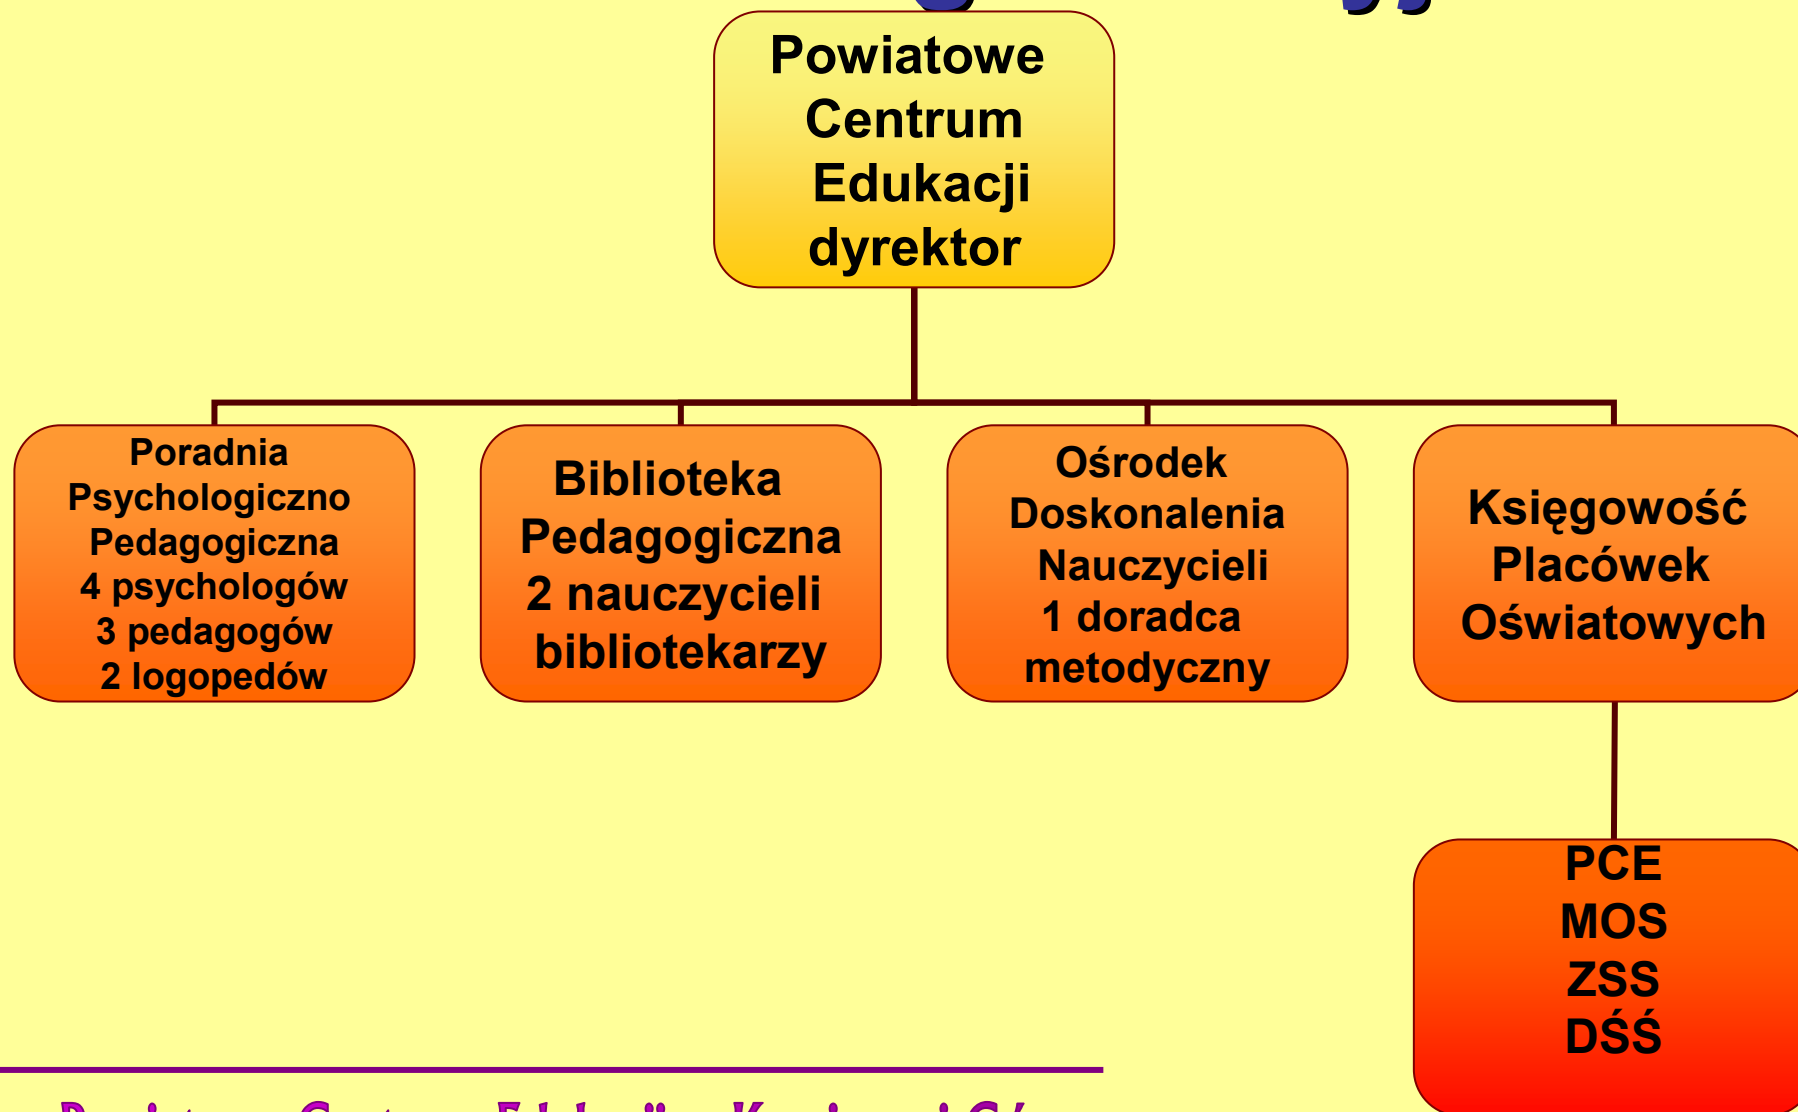 Powiatowe
Centrum
Edukacji
dyrektor
Poradnia
Psychologiczno
Pedagogiczna
4 psychologów
3 pedagogów
2 logopedów
Biblioteka
Pedagogiczna
2 nauczycieli
bibliotekarzy
Ośrodek
Doskonalenia
Nauczycieli
1 doradca
metodyczny
Księgowość
Placówek
Oświatowych
PCE
MOS
ZSS
DŚŚ